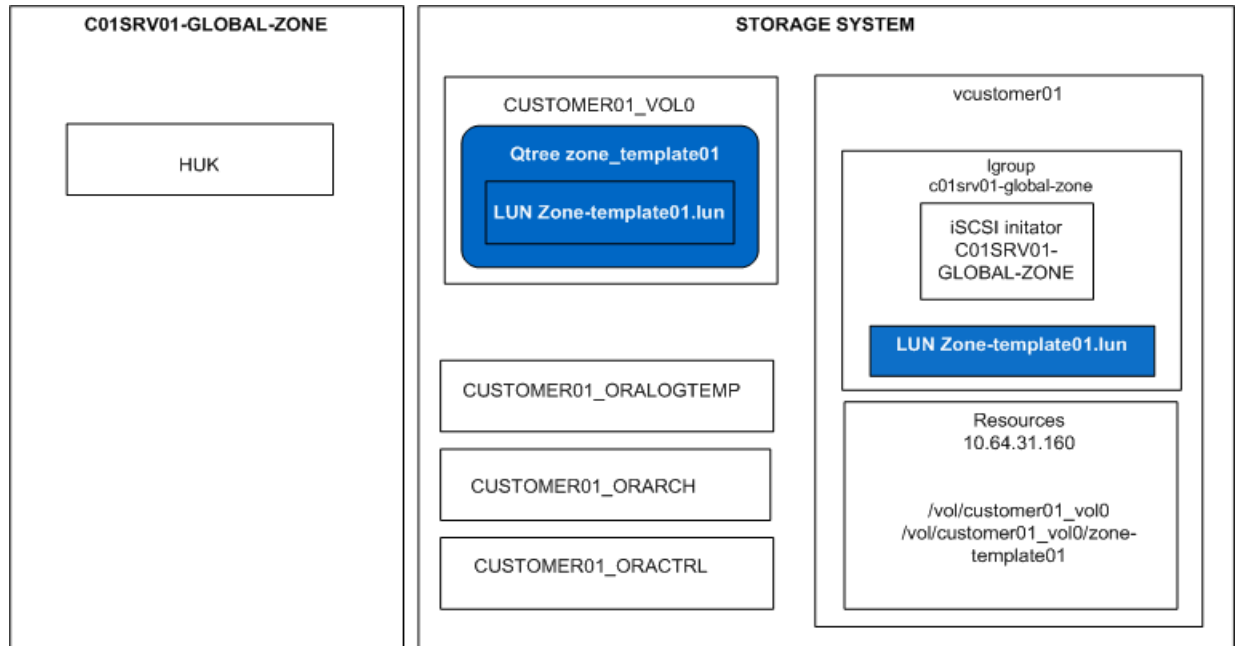 C01SRV01-GLOBAL-ZONE
HUK
STORAGE SYSTEM
CUSTOMER01_VOL0
Qtree zone_template01
LUN Zone-template01.lun
CUSTOMER01_ORALOGTEMP
CUSTOMER01_ORARCH
CUSTOMER01_ORACTRL
vcustomer01
Igroup
c01srv01-global-zone
iSCSI initator
C01SRV01-
GLOBAL-ZONE
LUN Zone-template01.lun
Resources
10.64.31.160
/vol/customer01_vol0
/vol/customer01_vol0/zone-
template01